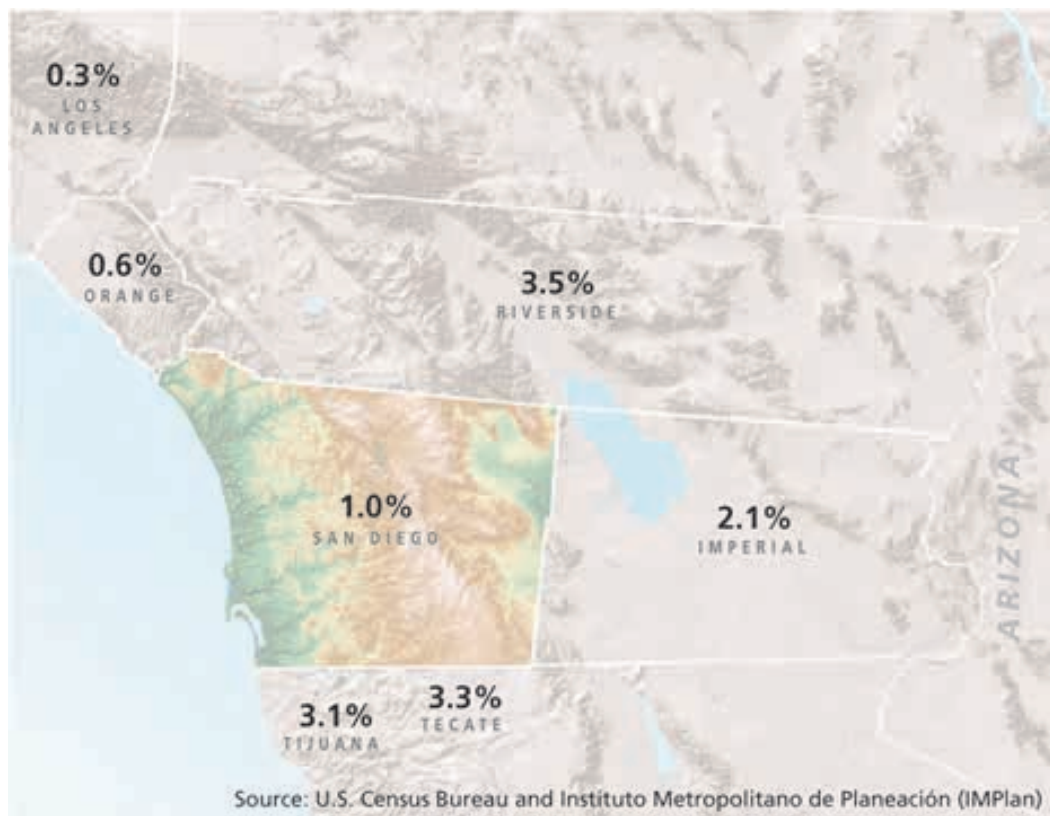 0.3%
LOS
ANGELES
0.6%
ORANGE
3.5%
RIVERSIDE
1.0%
SAN DIEGO
2.1%
IMPERIAL
ARIZONA
3.1%
TIJUANA
3.3%
TECATE
Source: U.S. Census Bureau and Instituto Metropolitano de Planeación (IMPlan)